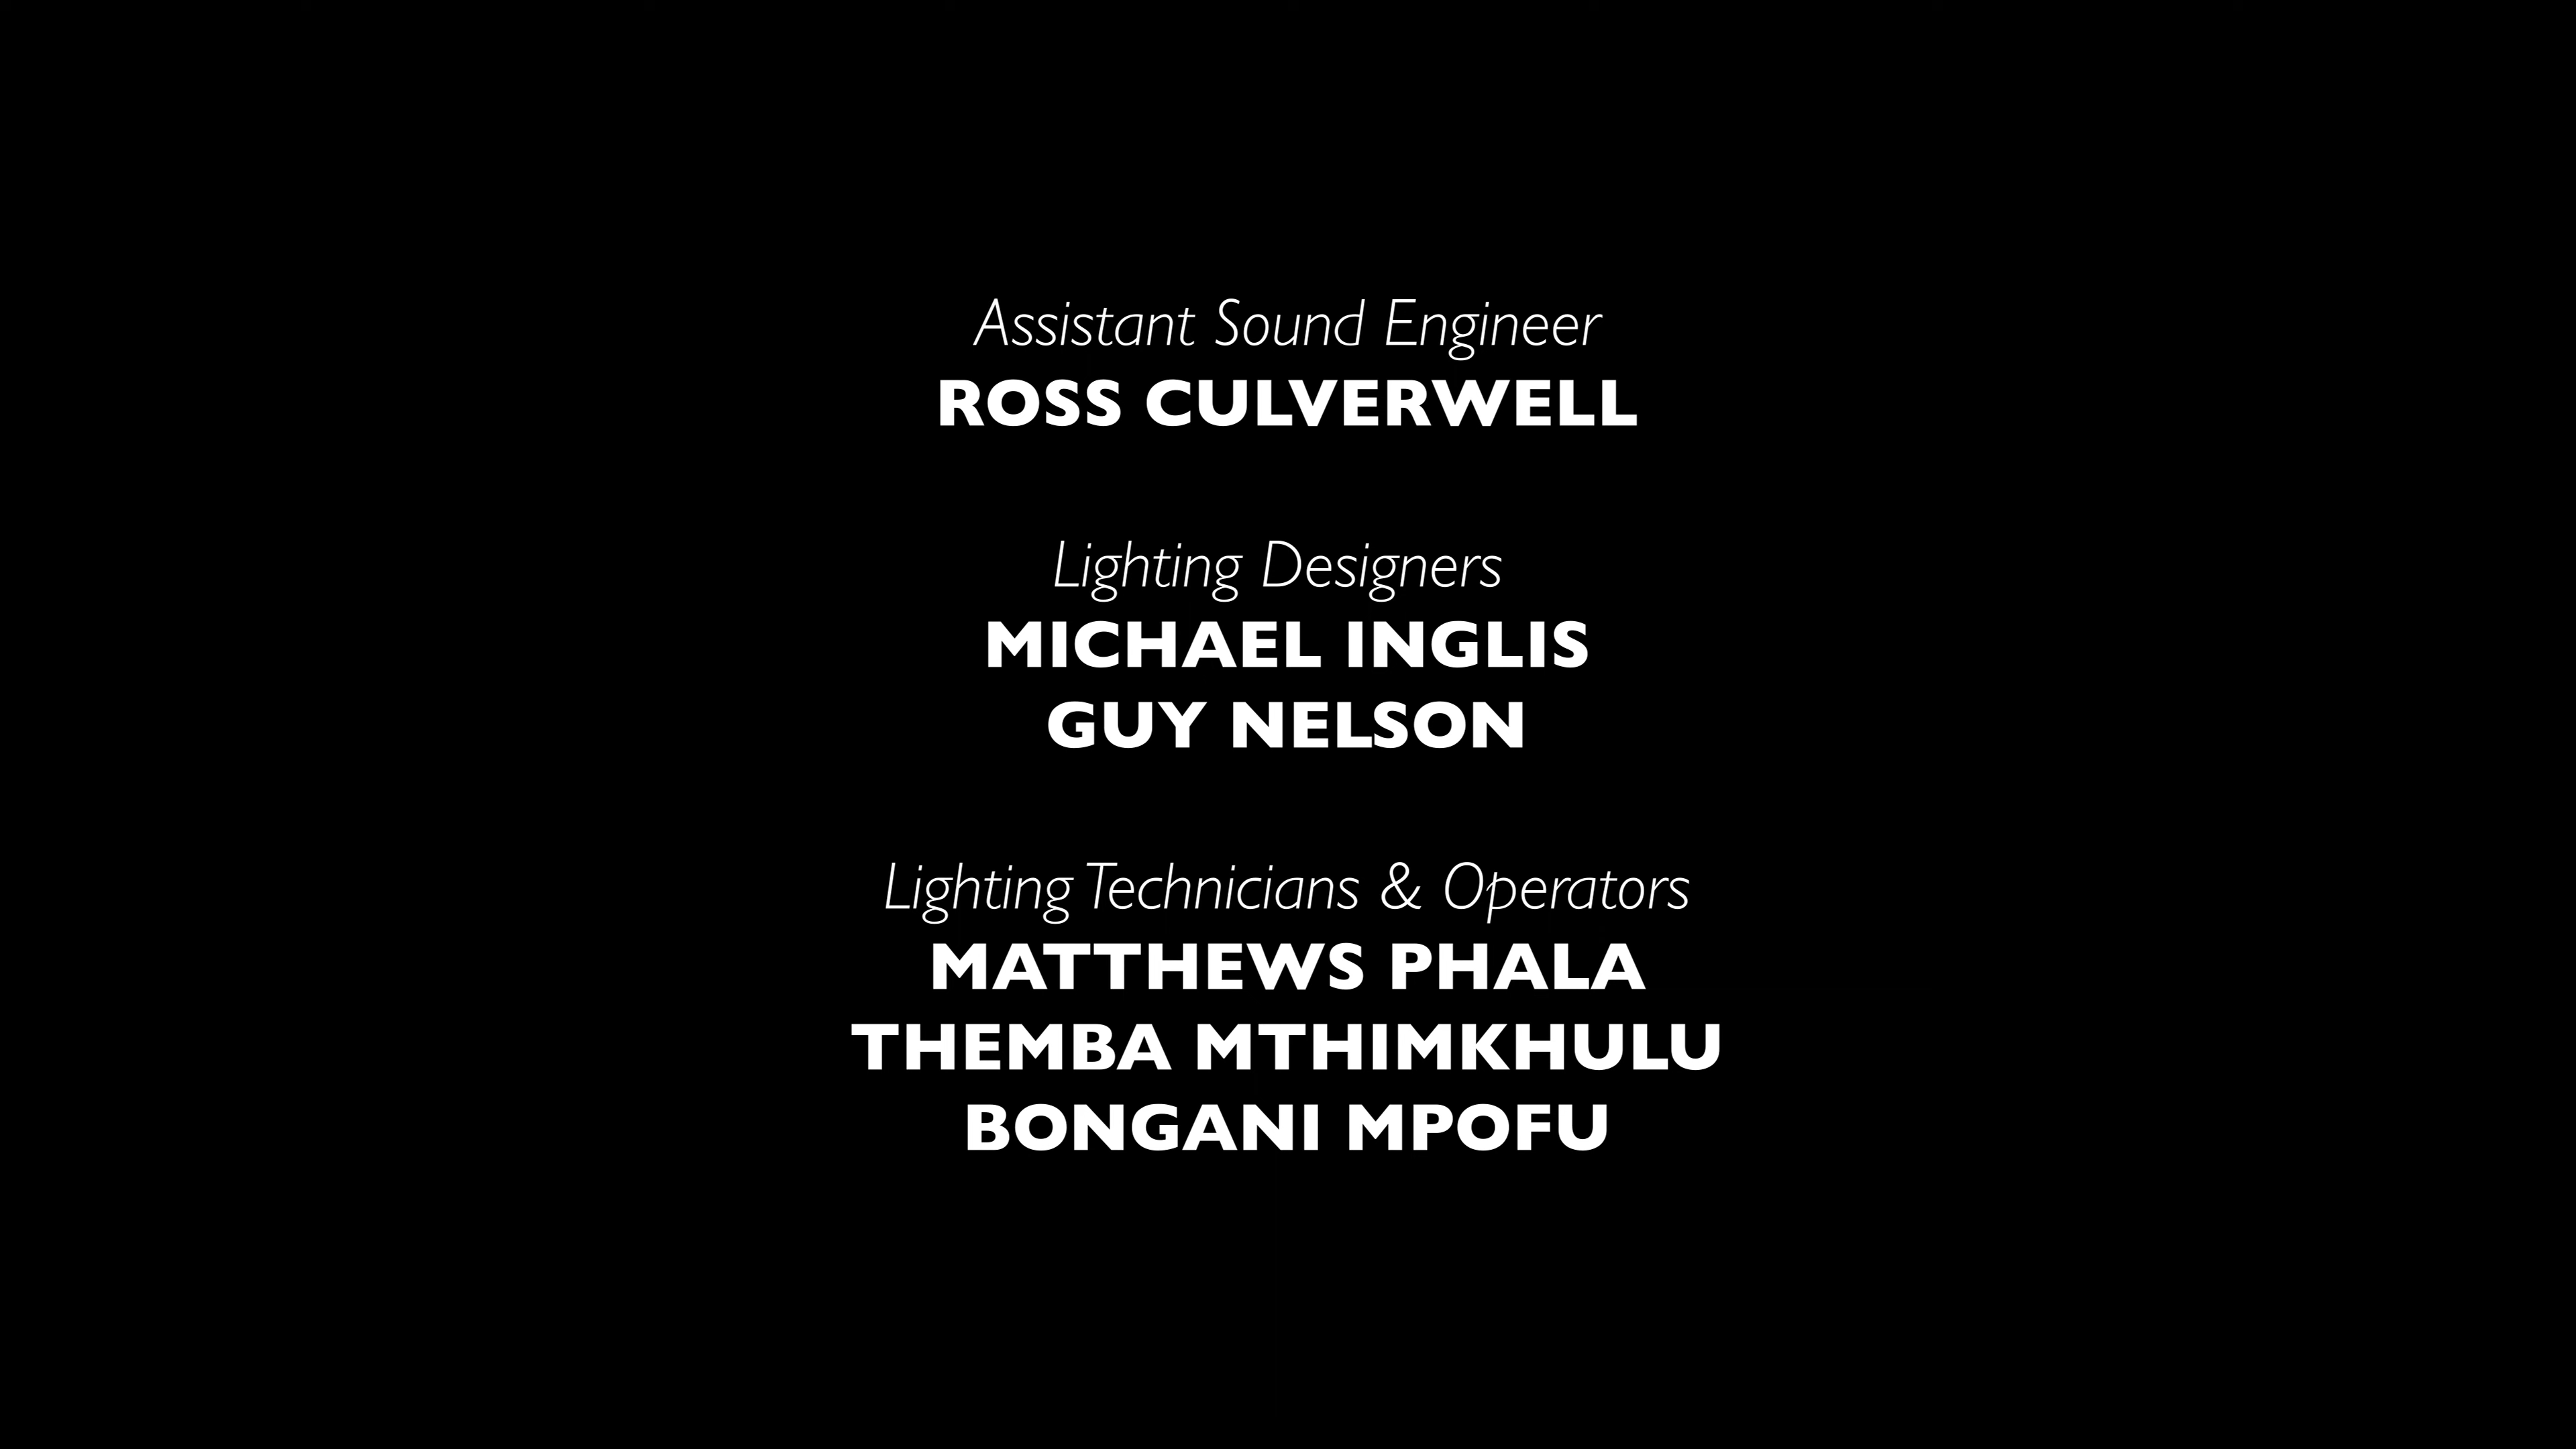 Assistant Sound Engineer
ROSS CULVERWELL
Lighting Designers
MICHAEL INGLIS
GUY NELSON
Lighting Technicians & Operators
MATTHEWS PHALA
THEMBA MTHIMKHULU
BONGANI MPOFU